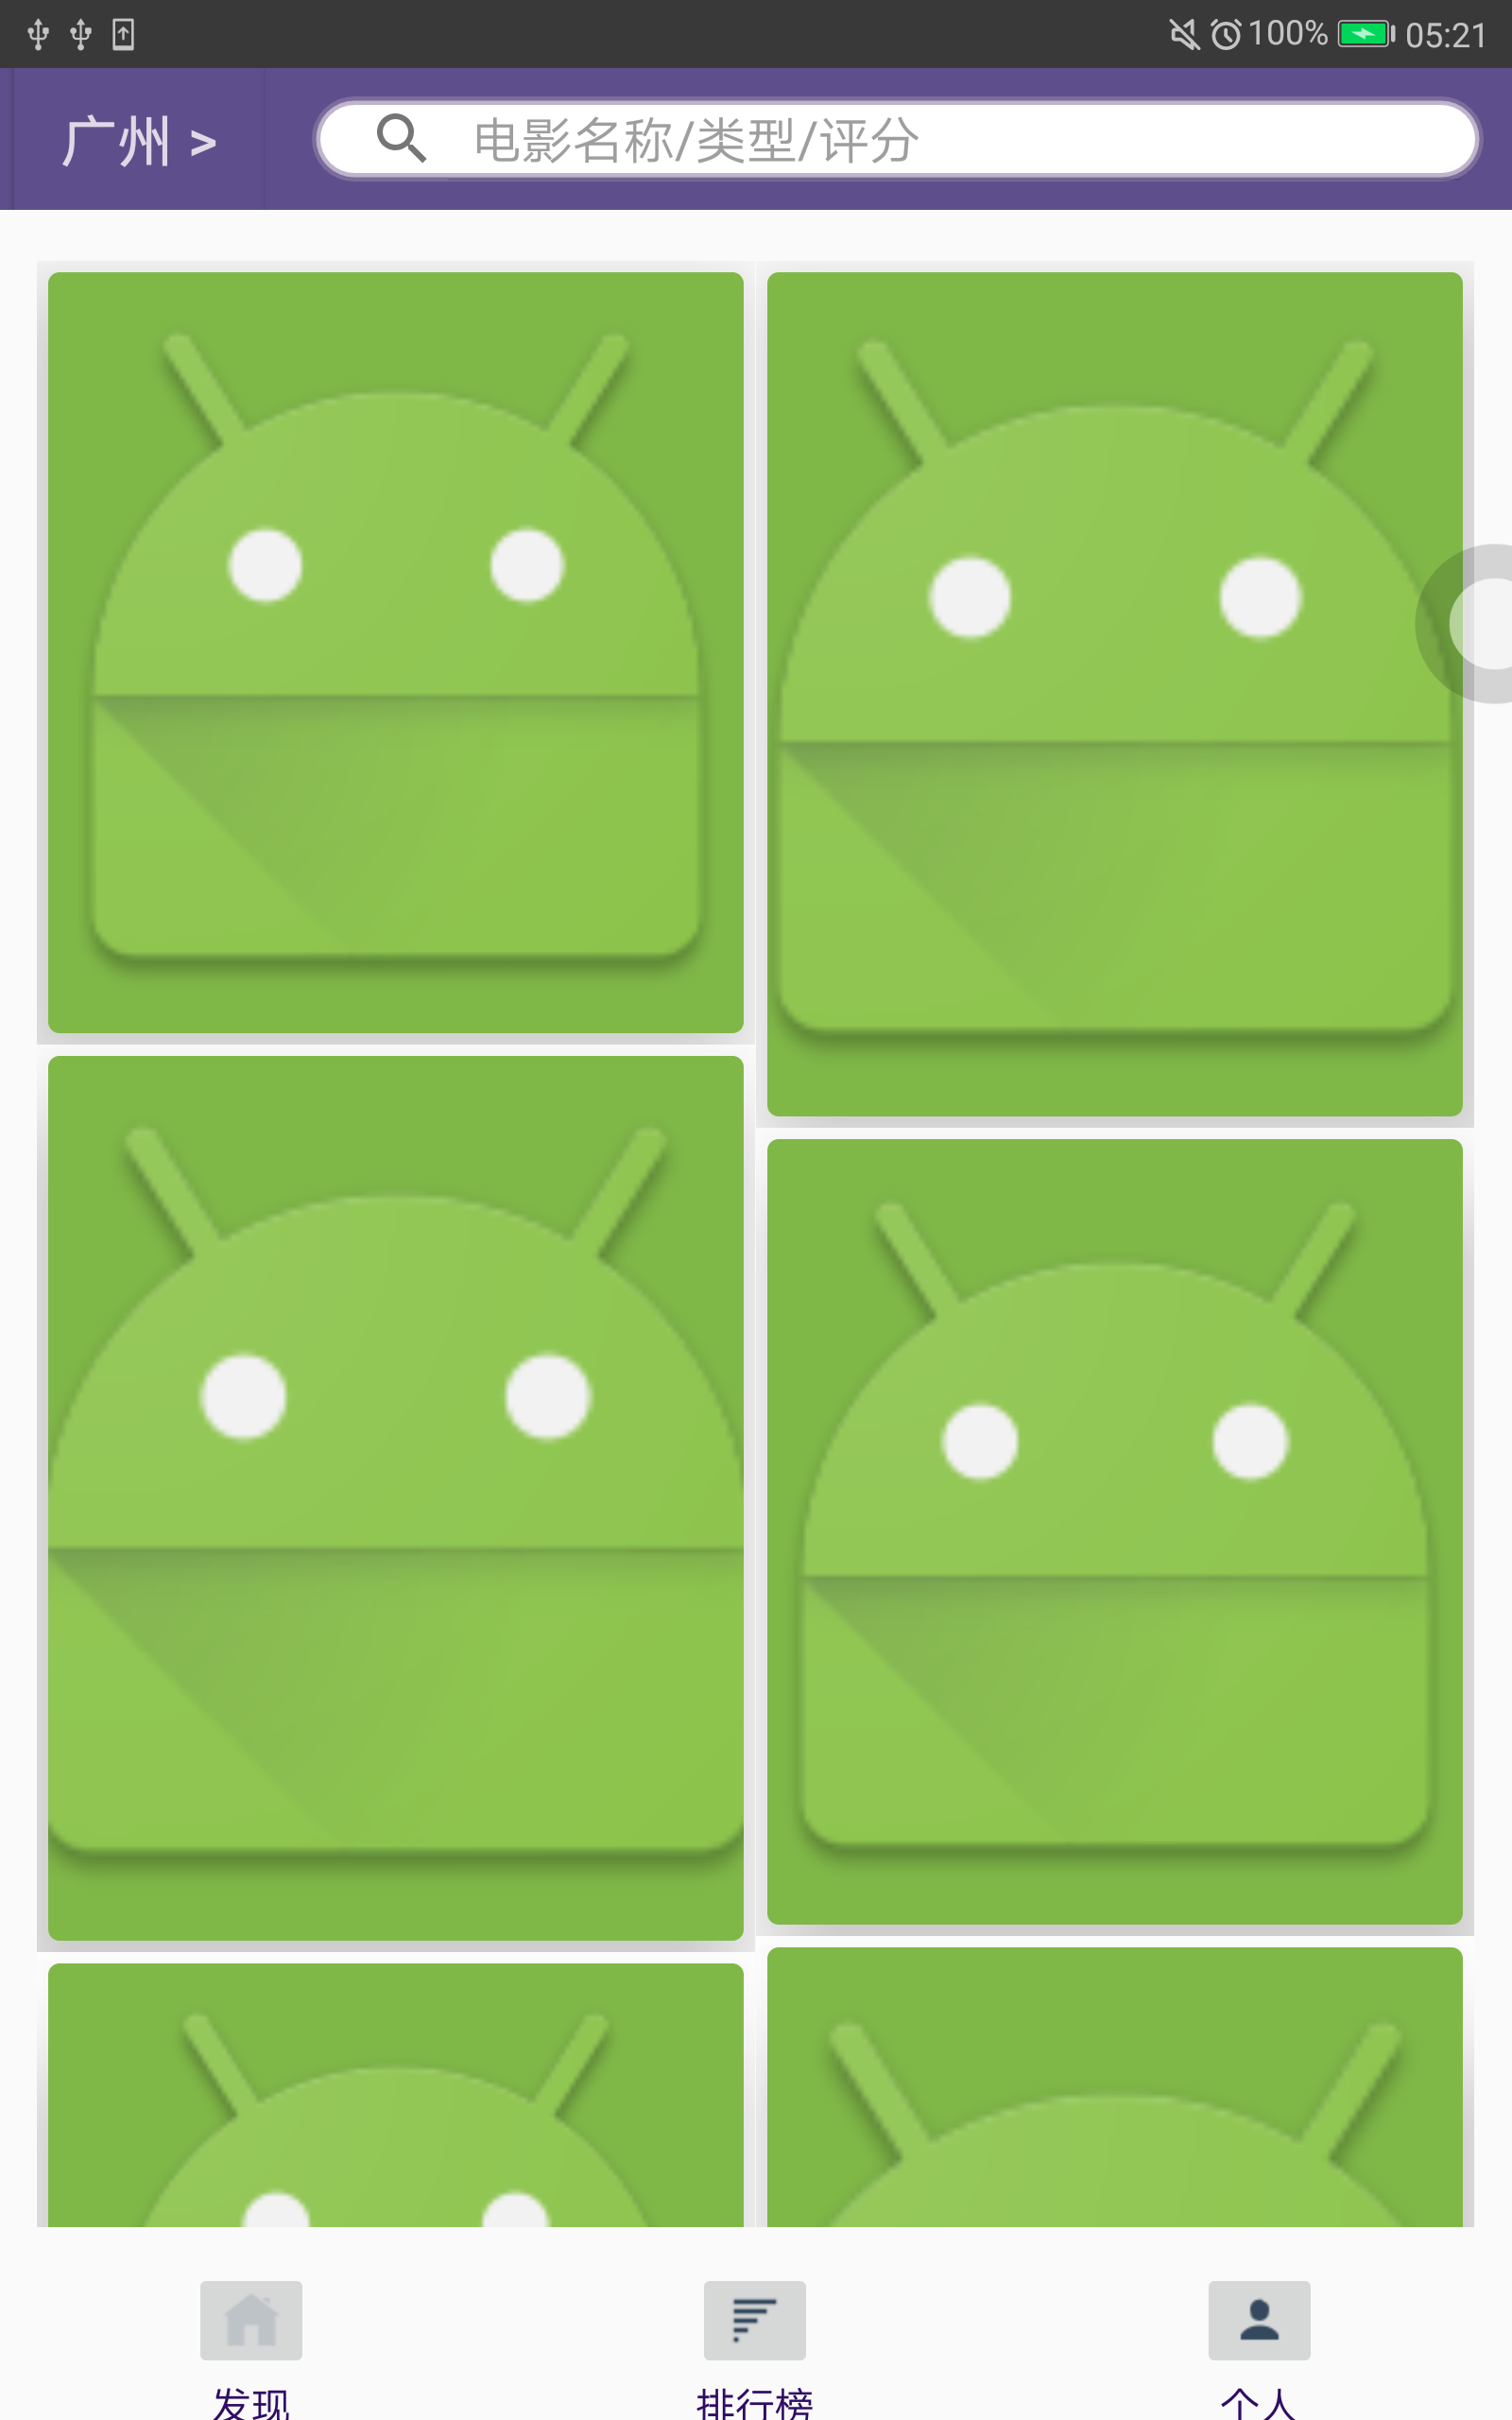 100% 05:21
广州 >
电影名称/类型/评分
发现
排行榜
个人